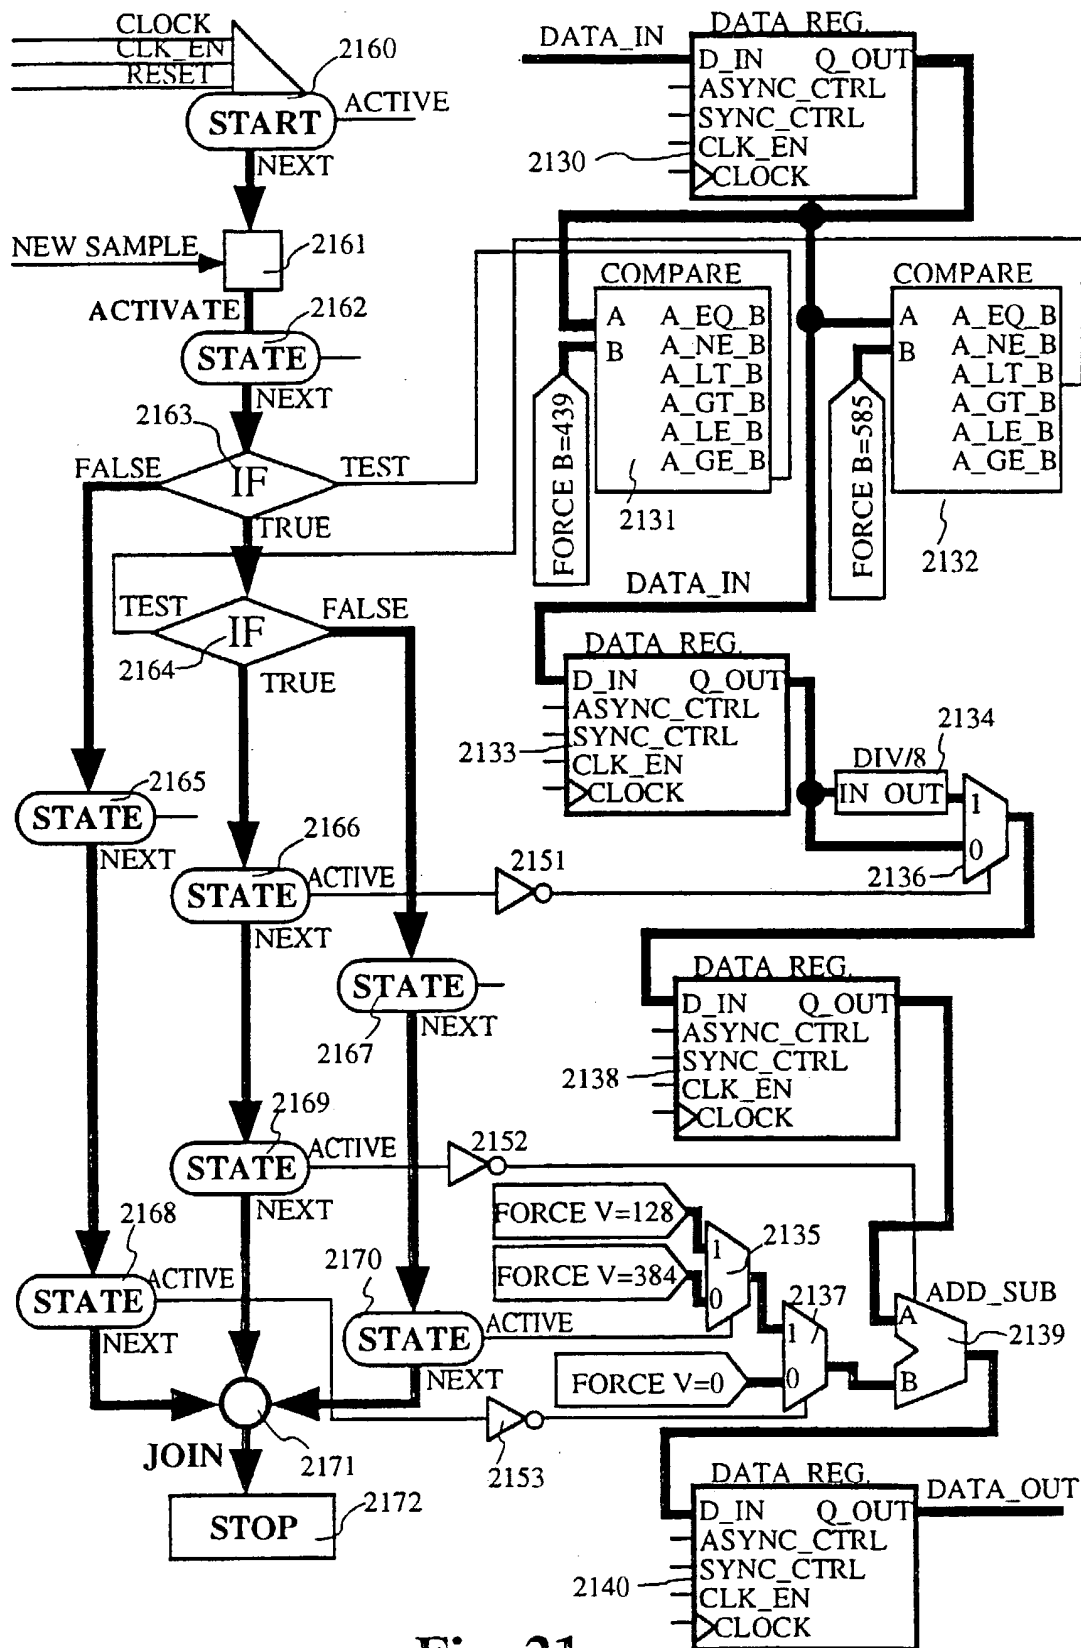 CLOCK
CLK_EN
RESET
2160
START
ACTIVE
NEXT
NEW SAMPLE
2161
ACTIVATE
2162
STATE
NEXT
2163
FALSE
IF
TEST
TRUE
TEST
IF
FALSE
2164
TRUE
2165
STATE
NEXT
2166
STATE
ACTIVE
NEXT
2151
STATE
NEXT
2167
2169
STATE
ACTIVE
NEXT
2152
2168
STATE
ACTIVE
NEXT
2170
STATE
ACTIVE
NEXT
JOIN
2171
2153
STOP
2172
DATA_IN
DATA REG.
D_IN Q_OUT
ASYNC_CTRL
SYNC_CTRL
CLK_EN
CLOCK
2130
COMPARE
A A_EQ_B
B A_NE_B
A_LT_B
A_GT_B
A_LE_B
A_GE_B
2131
FORCE B=439
COMPARE
A A_EQ_B
B A_NE_B
A_LT_B
A_GT_B
A_LE_B
A_GE_B
2132
FORCE B=585
DATA_IN
DATA REG.
D_IN Q_OUT
ASYNC_CTRL
SYNC_CTRL
CLK_EN
CLOCK
2133
2134
DIV/8
IN OUT
1
0
2136
DATA REG.
D_IN Q_OUT
ASYNC_CTRL
SYNC_CTRL
CLK_EN
CLOCK
2138
FORCE V=128
FORCE V=384
1
0
2135
2137
1
0
FORCE V=0
ADD_SUB
A
B
2139
DATA REG.
D_IN Q_OUT
ASYNC_CTRL
SYNC_CTRL
CLK_EN
CLOCK
2140
DATA_OUT
Fig. 21